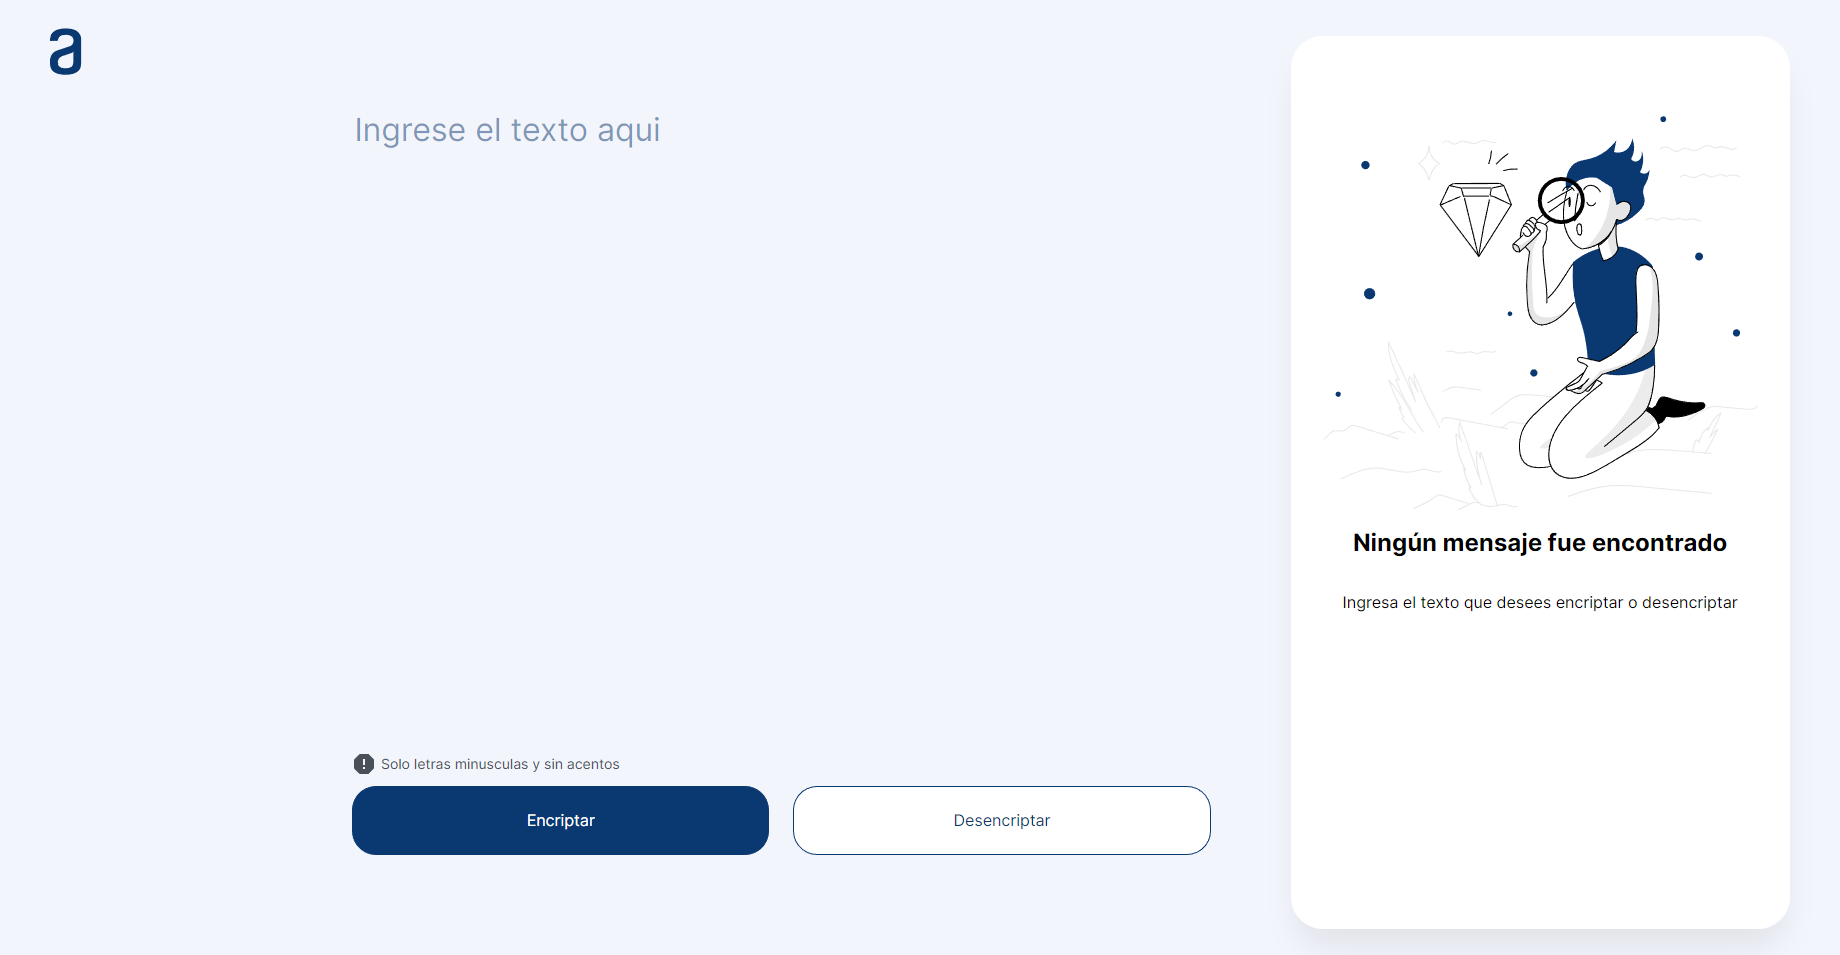 a
Ingrese el texto aqui
Solo letras minusculas y sin acentos
Encriptar
Desencriptar
Ningún mensaje fue encontrado
Ingresa el texto que desees encriptar o desencriptar